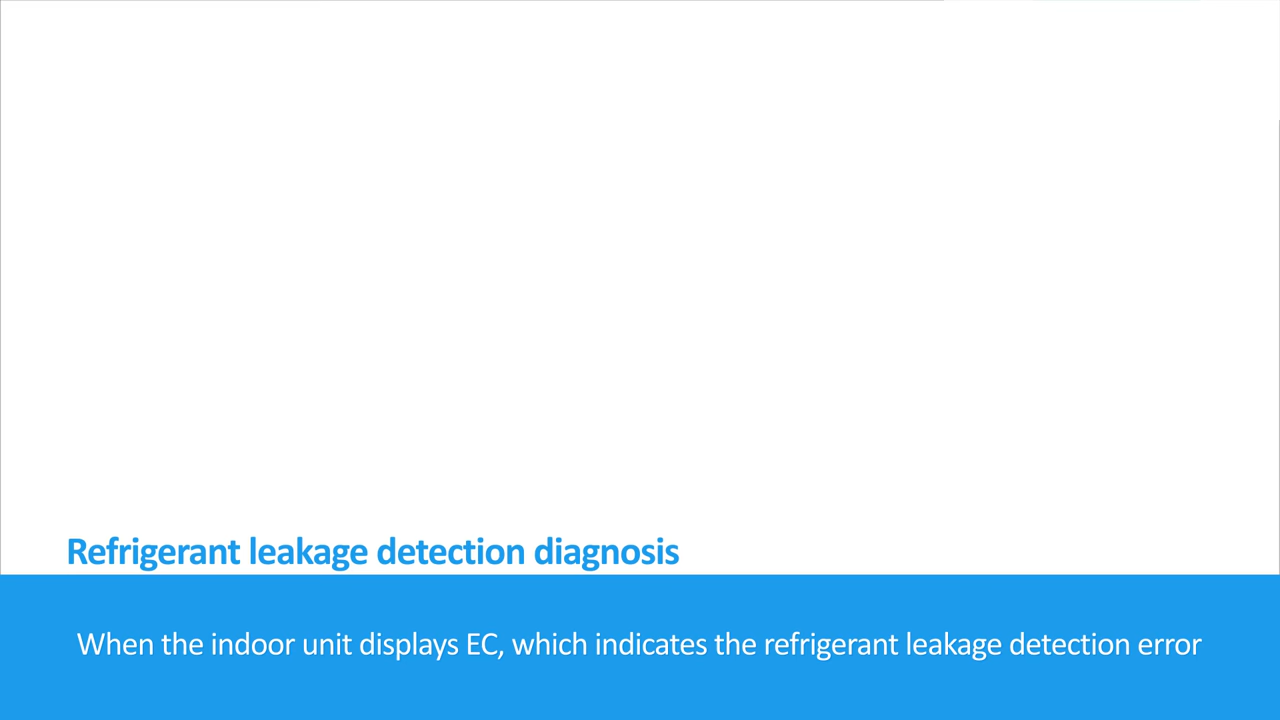 Refrigerant leakage detection diagnosis
When the indoor unit displays EC, which indicates the refrigerant leakage detection error